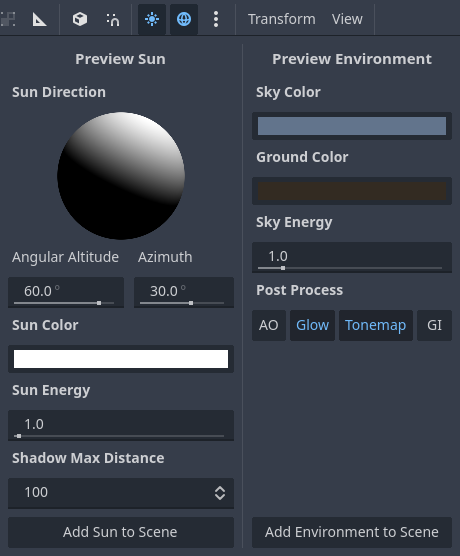 Transform View
Preview Sun
Sun Direction
Angular Altitude Azimuth
60.0 ° 30.0 °
Sun Color
Sun Energy
1.0
Shadow Max Distance
100
Add Sun to Scene
Preview Environment
Sky Color
Ground Color
Sky Energy
1.0
Post Process
AO Glow Tonemap GI
Add Environment to Scene